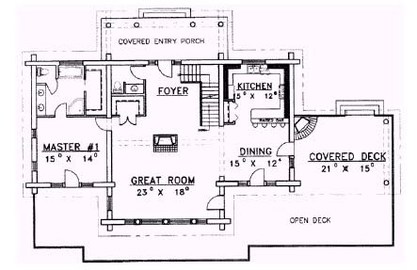 COVERED ENTRY PORCH
FOYER
KITCHEN
15' X 12'
MASTER #1
15' X 14'
DINING
15' X 12'
COVERED DECK
21' X 15'
GREAT ROOM
23' X 18'
OPEN DECK